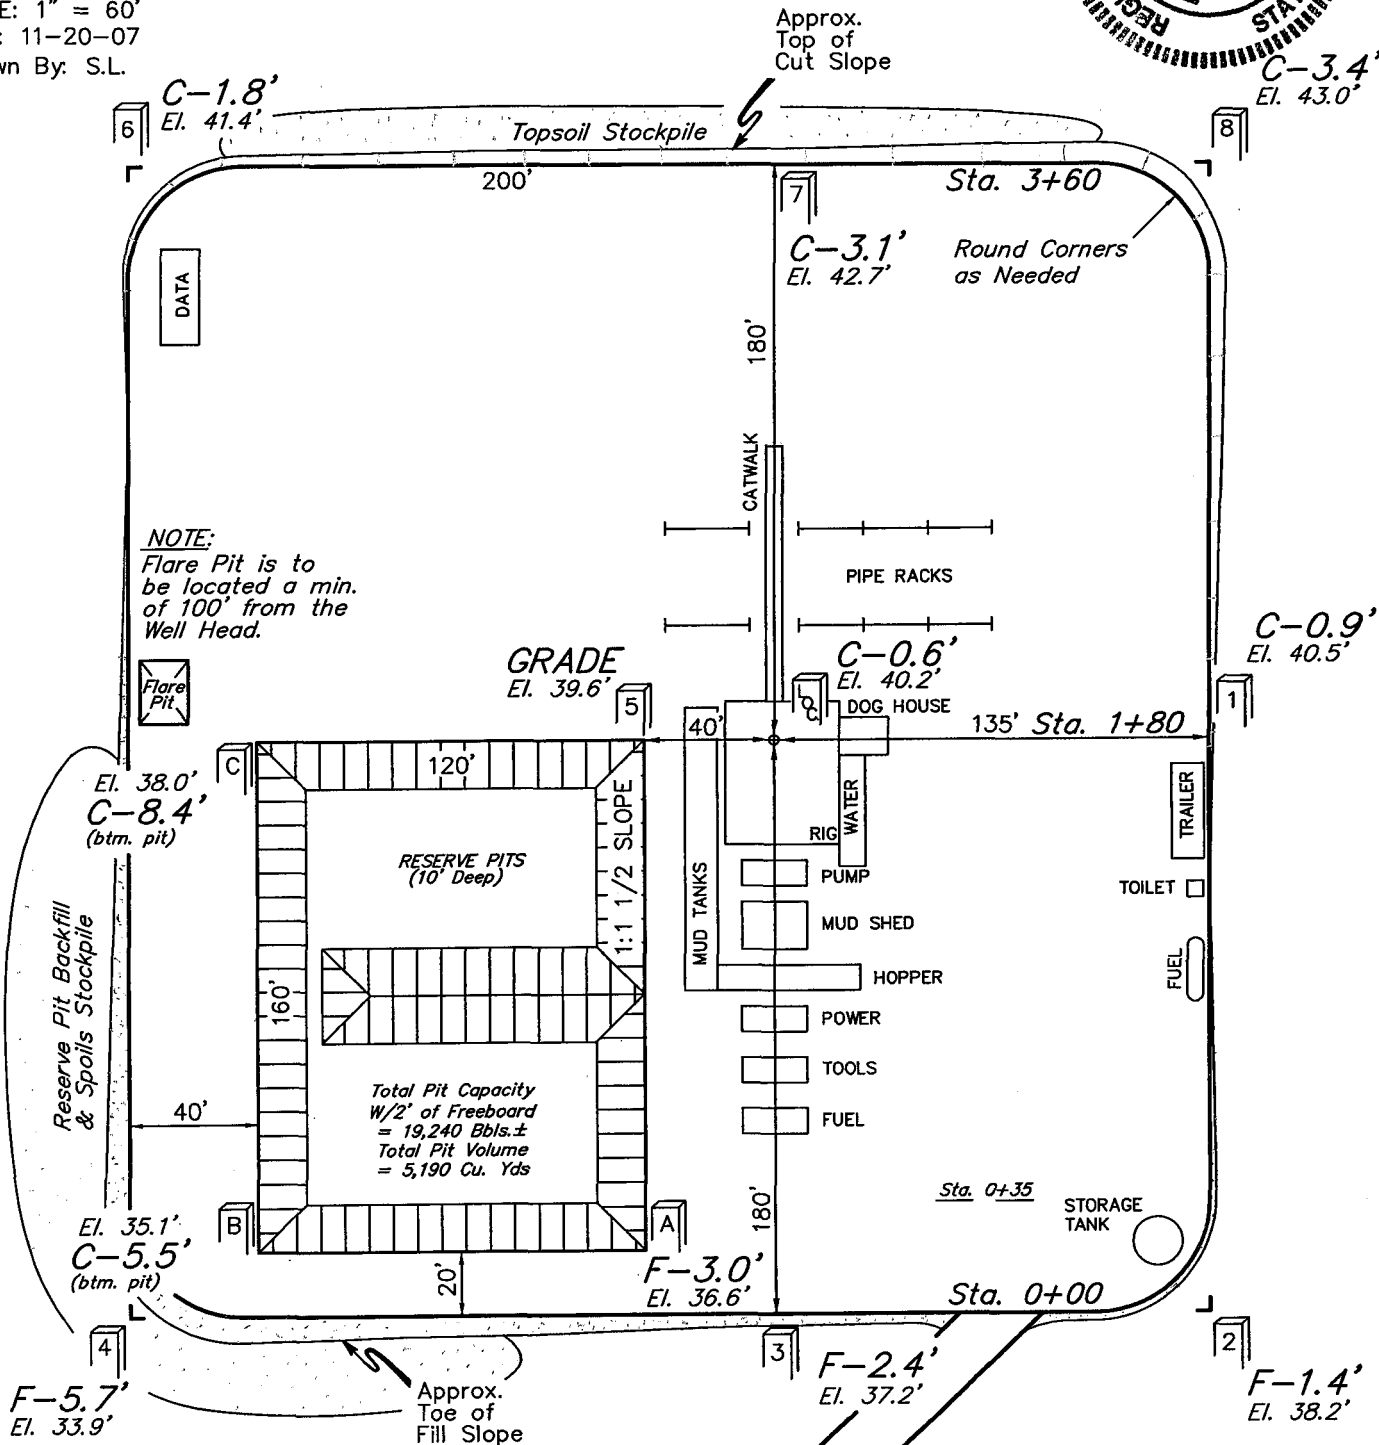 E: 1" = 60'
: 11-20-07
wn By: S.L.
Approx.
Top of
Cut Slope
REGI
STA
C-1.8'
El. 41.4'
6
Topsoil Stockpile
C-3.4'
El. 43.0'
8
200'
Sta. 3+60
7
C-3.1'
El. 42.7'
Round Corners
as Needed
DATA
180'
CATWALK
NOTE:
Flare Pit is to
be located a min.
of 100' from the
Well Head.
PIPE RACKS
Flare
Pit
GRADE
El. 39.6'
5
C-0.6'
El. 40.2'
LOC
C-0.9'
El. 40.5'
1
DOG HOUSE
40'
135'
Sta. 1+80
C
El. 38.0'
C-8.4'
(btm. pit)
120'
RESERVE PITS
(10' Deep)
1:1 1/2 SLOPE
MUD TANKS
RIG
WATER
TRAILER
PUMP
TOILET
MUD SHED
HOPPER
FUEL
POWER
TOOLS
FUEL
Reserve Pit Backfill
& Spoils Stockpile
160'
40'
Total Pit Capacity
W/2' of Freeboard
= 19,240 Bbls.±
Total Pit Volume
= 5,190 Cu. Yds
180'
Sta. 0+35
STORAGE
TANK
B
A
El. 35.1'
C-5.5'
(btm. pit)
20'
F-3.0'
El. 36.6'
Sta. 0+00
4
F-5.7'
El. 33.9'
Approx.
Toe of
Fill Slope
3
F-2.4'
El. 37.2'
2
F-1.4'
El. 38.2'